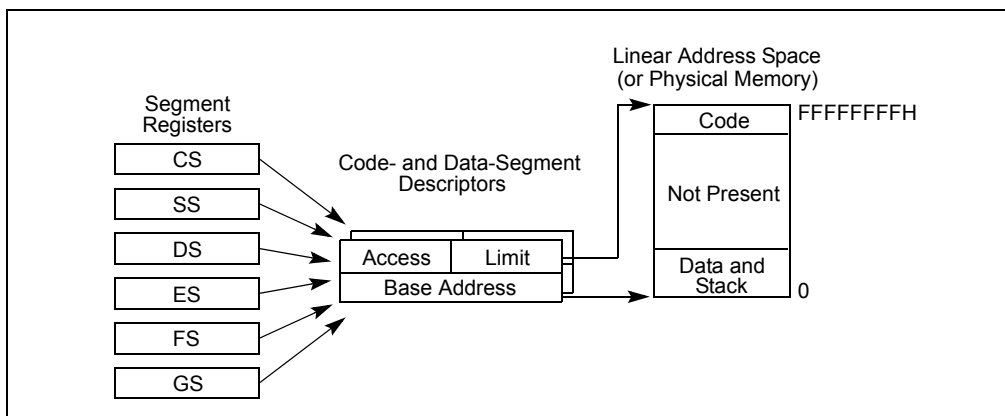 Linear Address Space
(or Physical Memory)
Segment
Registers
FFFFFFFFH
Code
CS
Code- and Data-Segment
Descriptors
Not Present
SS
DS
Access
Limit
Data and
Stack
ES
Base Address
0
FS
GS